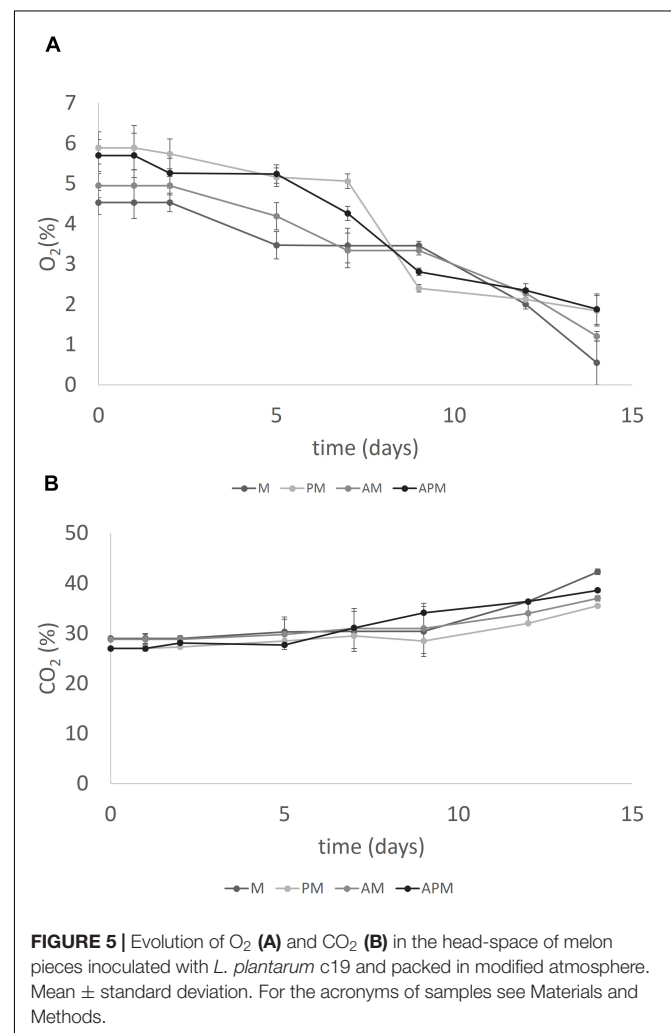 A
7
6
5
4
3
2
1
0
O₂(%)
0 5 10 15
time (days)
M PM AM APM
B
50
40
30
20
10
0
CO₂ (%)
0 5 10 15
time (days)
M PM AM APM
FIGURE 5 | Evolution of O₂ (A) and CO₂ (B) in the head-space of melon
pieces inoculated with L. plantarum c19 and packed in modified atmosphere.
Mean ± standard deviation. For the acronyms of samples see Materials and
Methods.